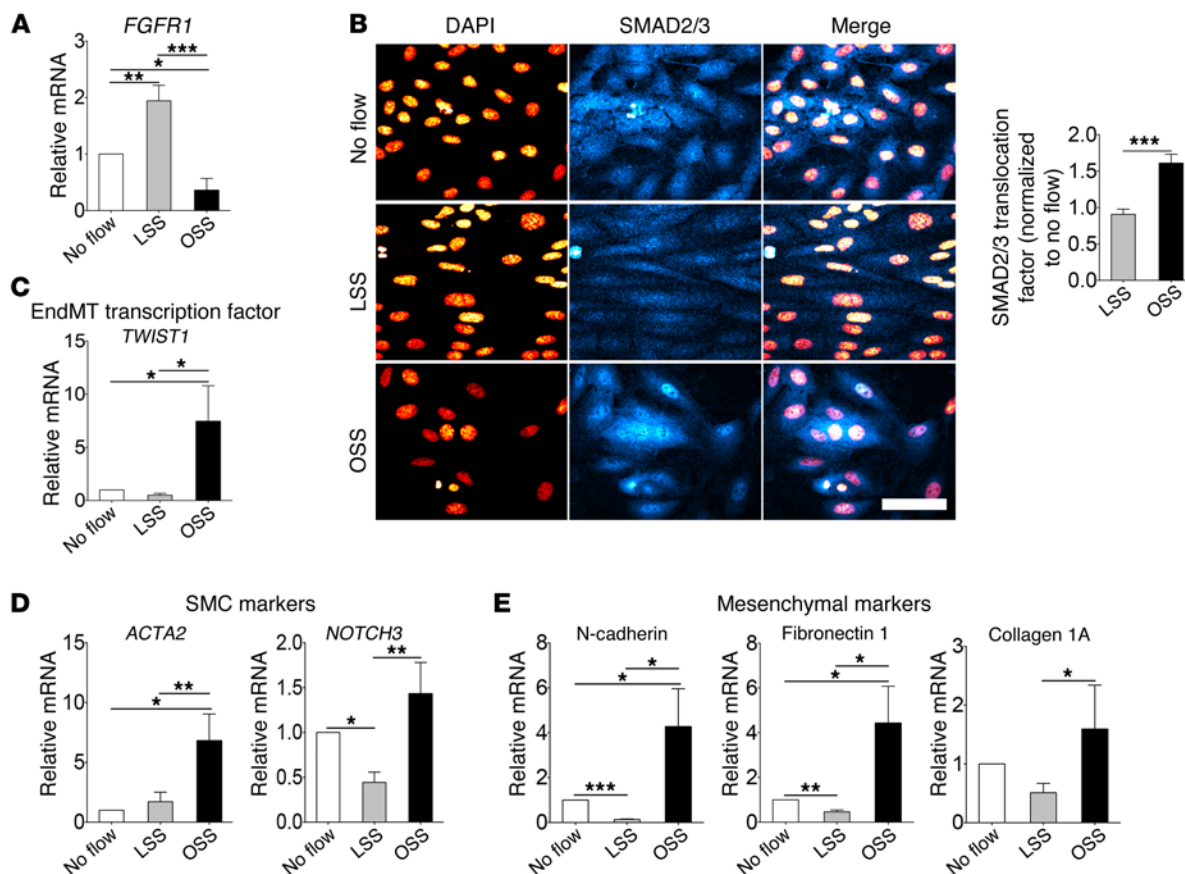 A
FGFR1
Relative mRNA
3
2
1
0
***
*
**
No flow
LSS
OSS
B
DAPI
SMAD2/3
Merge
No flow
LSS
OSS
SMAD2/3 translocation
factor (normalized
to no flow)
2.0
1.5
1.0
0.5
0.0
***
LSS
OSS
C
EndMT transcription factor
TWIST1
Relative mRNA
15
10
5
0
*
*
No flow
LSS
OSS
D
SMC markers
ACTA2
Relative mRNA
15
10
5
0
**
*
No flow
LSS
OSS
NOTCH3
Relative mRNA
2.0
1.5
1.0
0.5
0.0
**
*
No flow
LSS
OSS
E
Mesenchymal markers
N-cadherin
Relative mRNA
8
6
4
2
0
*
*
***
No flow
LSS
OSS
Fibronectin 1
Relative mRNA
8
6
4
2
0
*
*
**
No flow
LSS
OSS
Collagen 1A
Relative mRNA
3
2
1
0
*
No flow
LSS
OSS